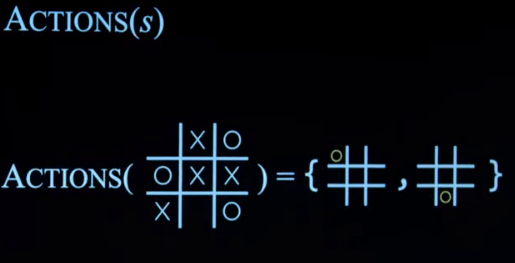 ACTIONS(s)
X O
ACTIONS( O X X ) = { O , O }
X O